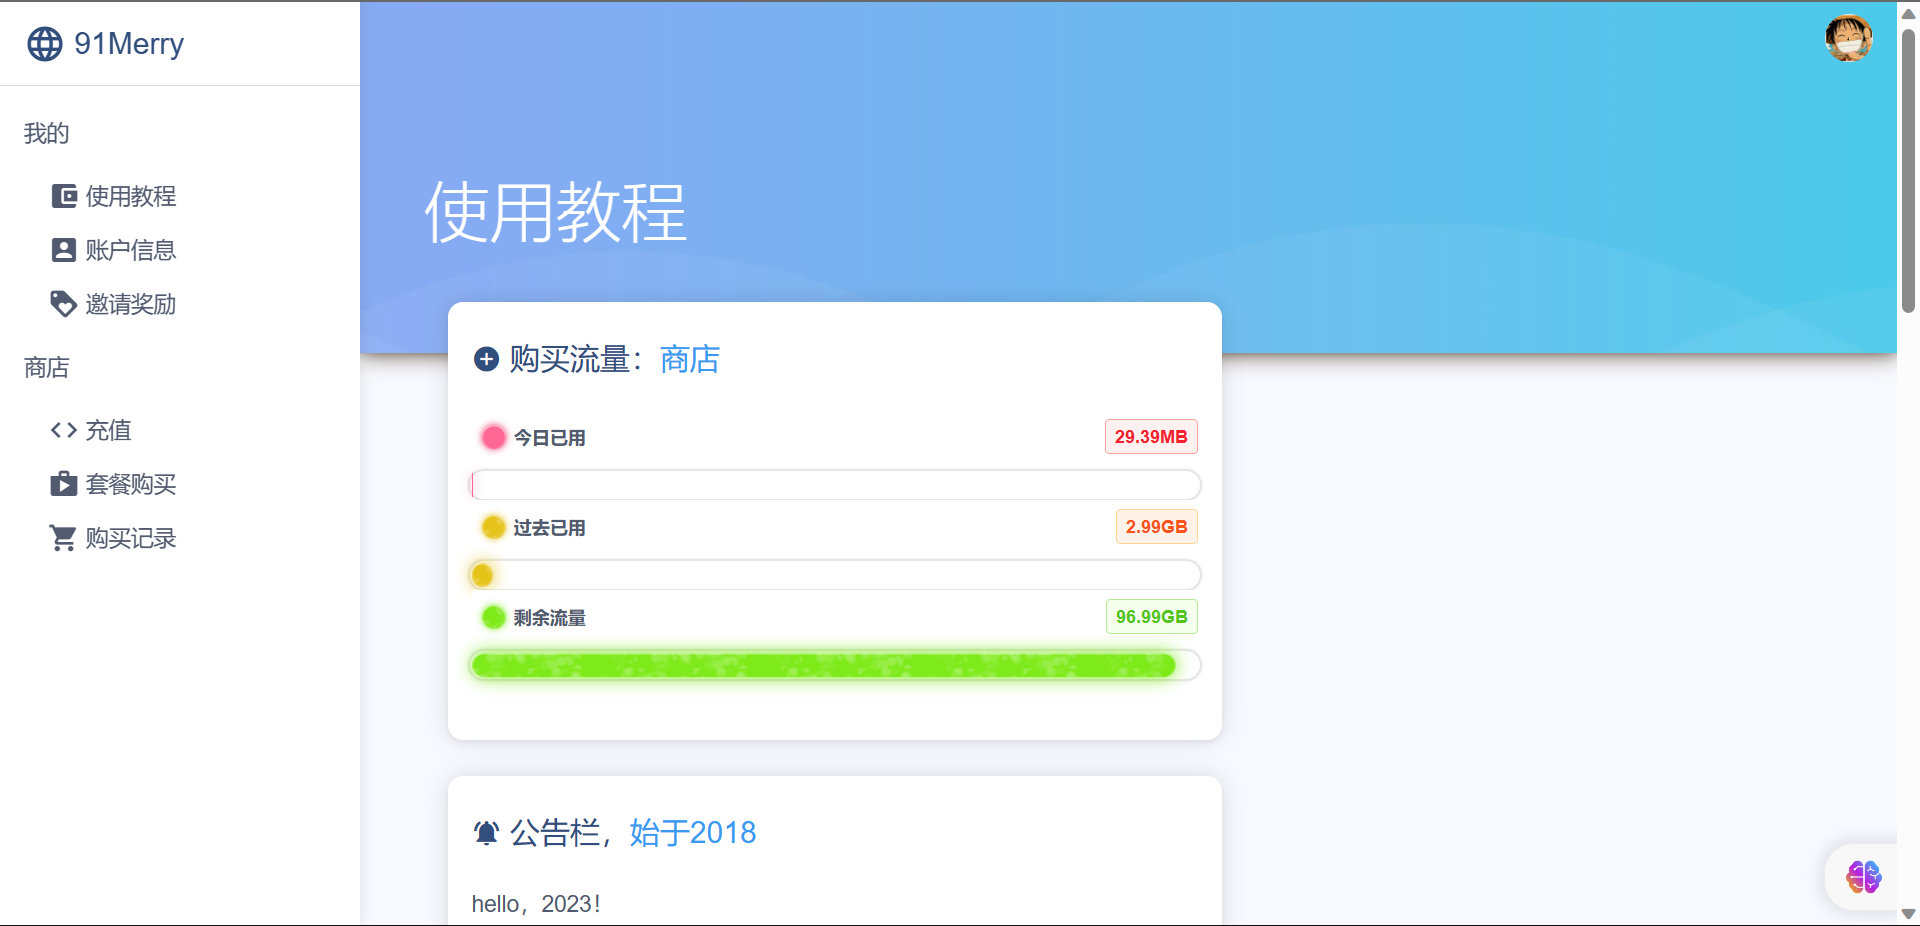 91Merry
我的
使用教程
账户信息
邀请奖励
商店
充值
套餐购买
购买记录
使用教程
购买流量：商店
今日已用 29.39MB
过去已用 2.99GB
剩余流量 96.99GB
公告栏，始于2018
hello，2023！